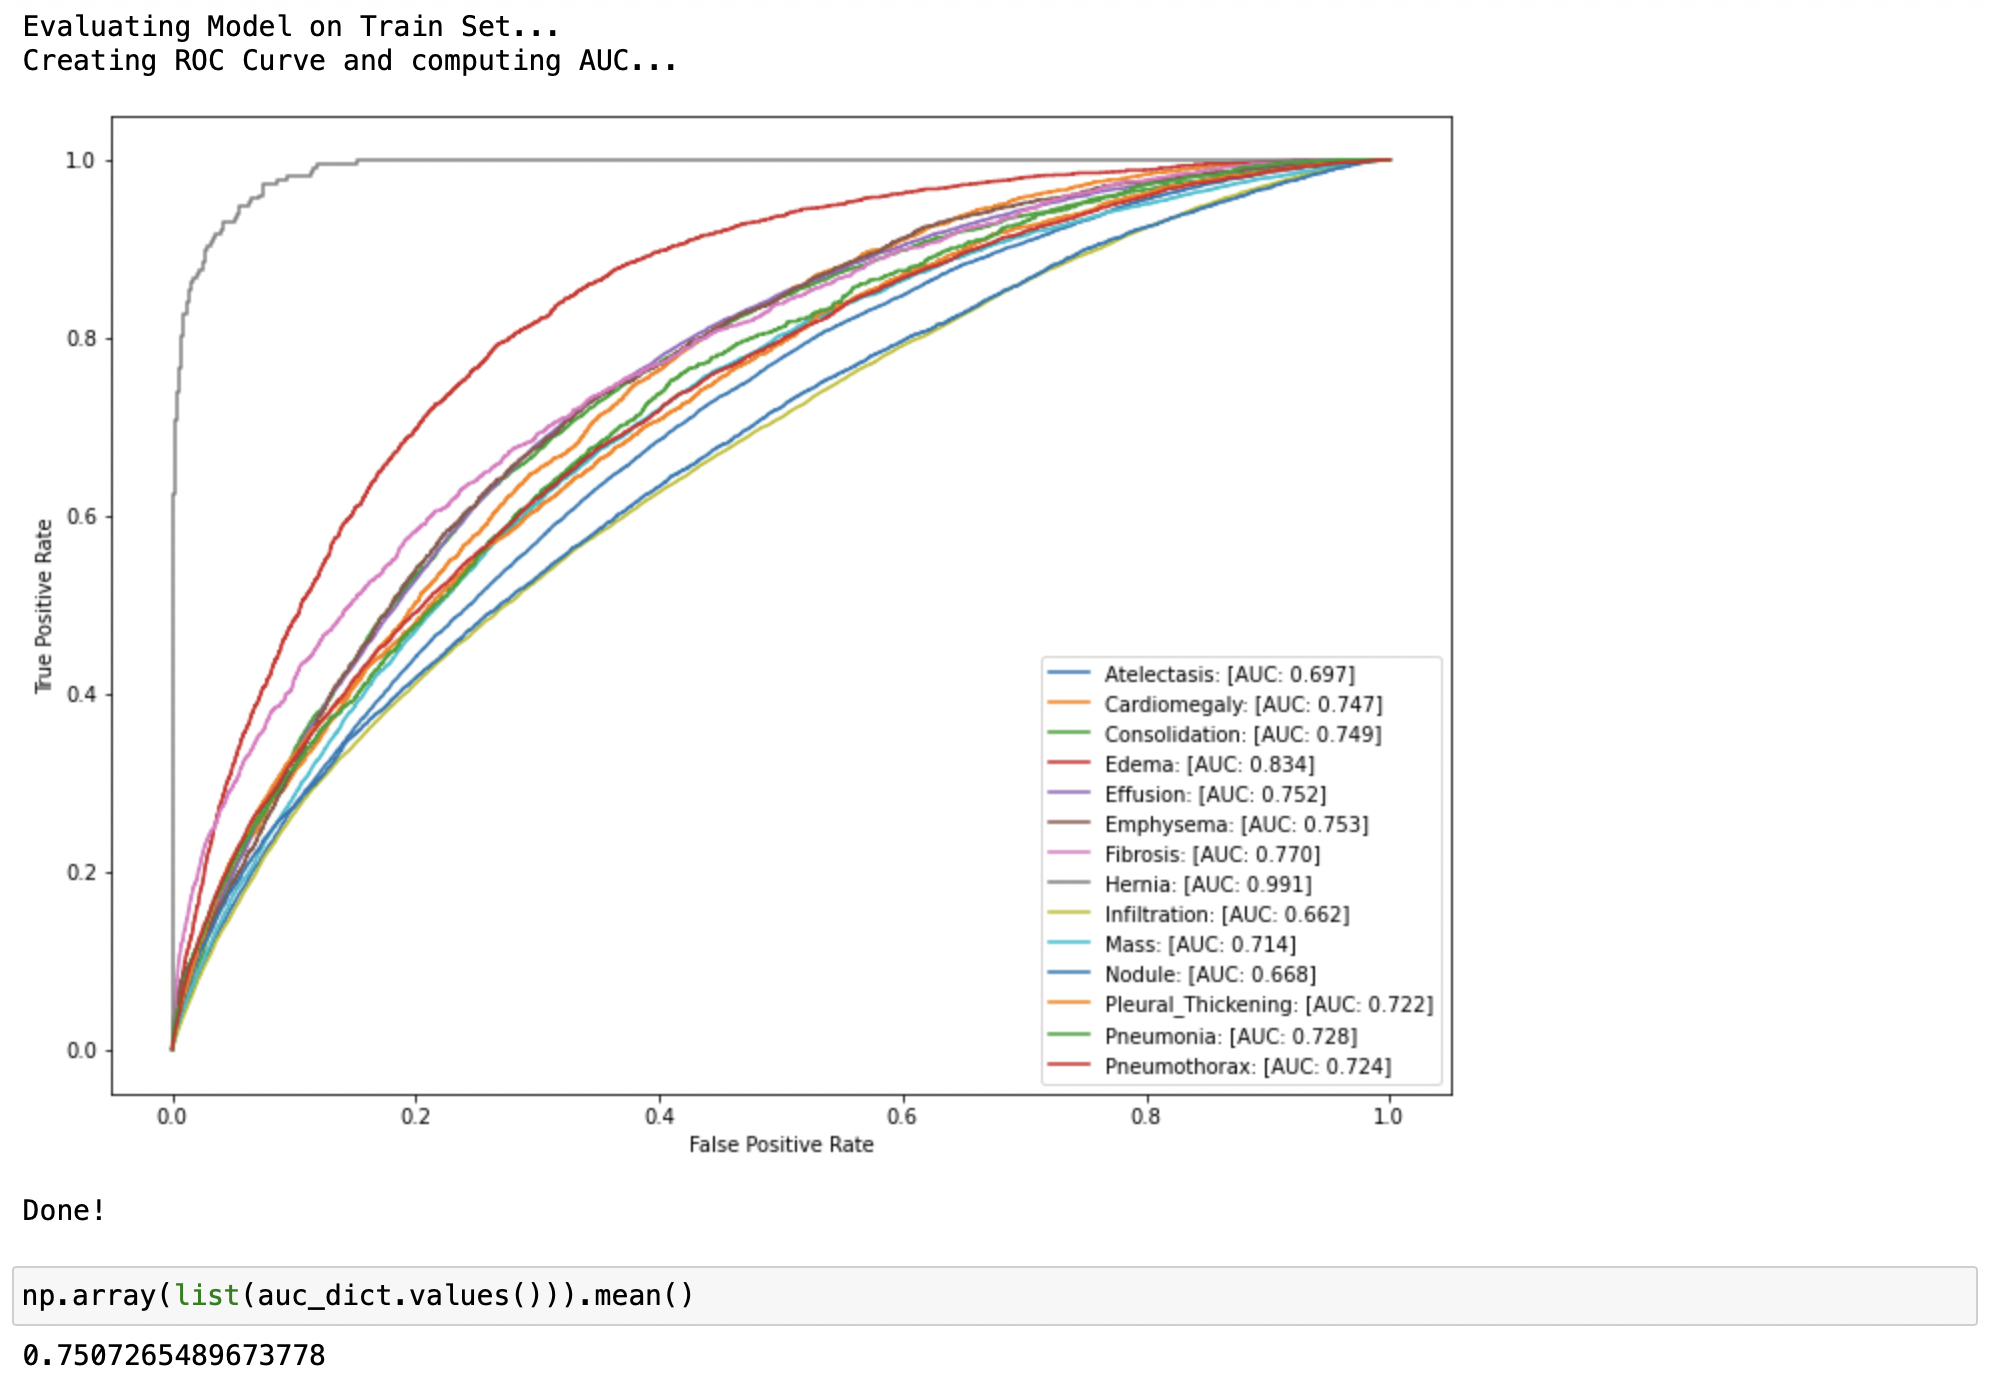 Evaluating Model on Train Set...
Creating ROC Curve and computing AUC...
1.0
0.8
0.6
0.4
0.2
0.0
True Positive Rate
Atelectasis: [AUC: 0.697]
Cardiomegaly: [AUC: 0.747]
Consolidation: [AUC: 0.749]
Edema: [AUC: 0.834]
Effusion: [AUC: 0.752]
Emphysema: [AUC: 0.753]
Fibrosis: [AUC: 0.770]
Hernia: [AUC: 0.991]
Infiltration: [AUC: 0.662]
Mass: [AUC: 0.714]
Nodule: [AUC: 0.668]
Pleural_Thickening: [AUC: 0.722]
Pneumonia: [AUC: 0.728]
Pneumothorax: [AUC: 0.724]
0.0 0.2 0.4 0.6 0.8 1.0
False Positive Rate
Done!
np.array(list(auc_dict.values())).mean()
0.7507265489673778